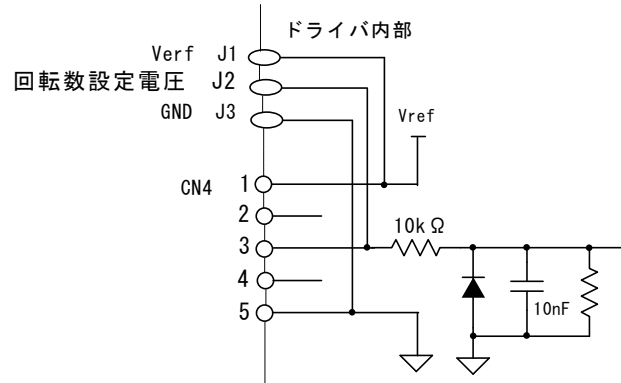 ドライバ内部
Verf J1
回転数設定電圧 J2
GND J3
Vref
CN4
1
2
3
4
5
10kΩ
10nF